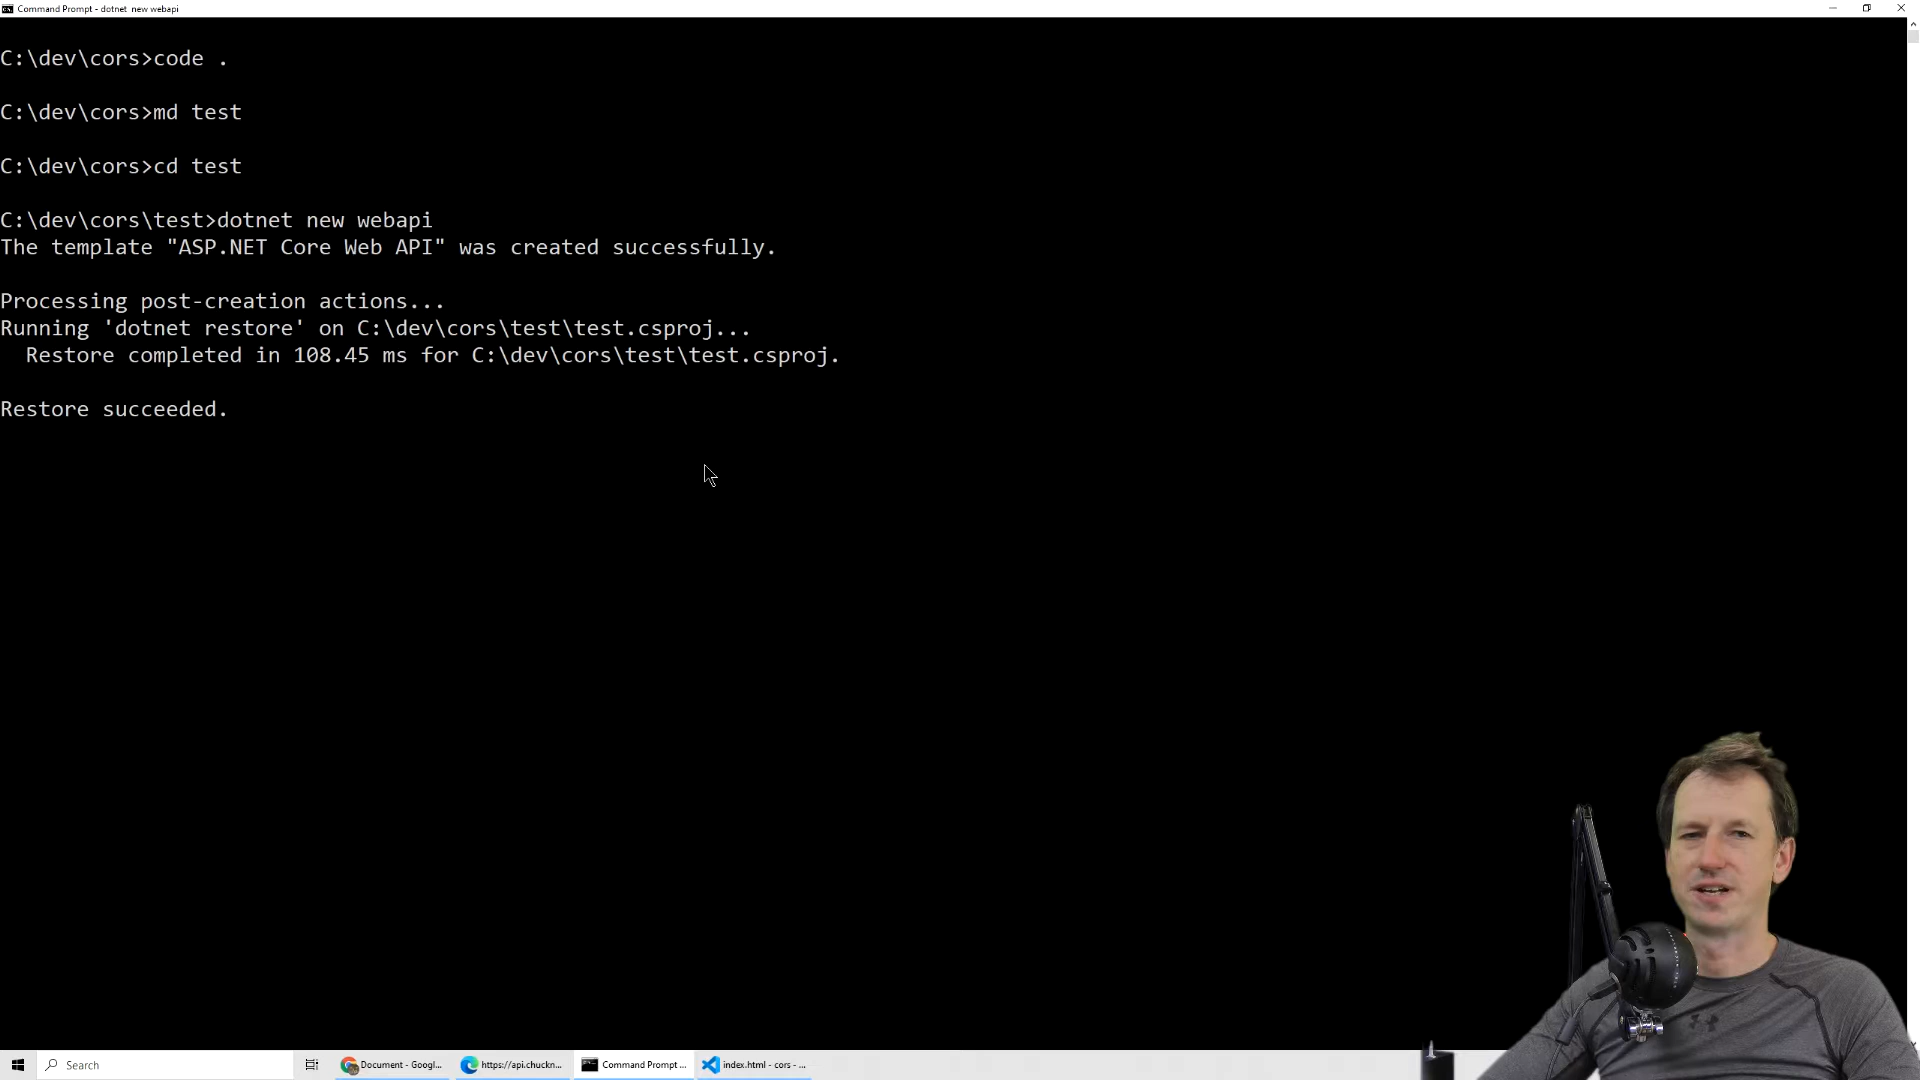 Command Prompt - dotnet  new webapi
C:\dev\cors>code .
C:\dev\cors>md test
C:\dev\cors>cd test
C:\dev\cors\test>dotnet new webapi
The template "ASP.NET Core Web API" was created successfully.
Processing post-creation actions...
Running 'dotnet restore' on C:\dev\cors\test\test.csproj...
  Restore completed in 108.45 ms for C:\dev\cors\test\test.csproj.
Restore succeeded.
Search
Document - Googl...
https://api.chuckn...
Command Prompt ...
index.html - cors - ...